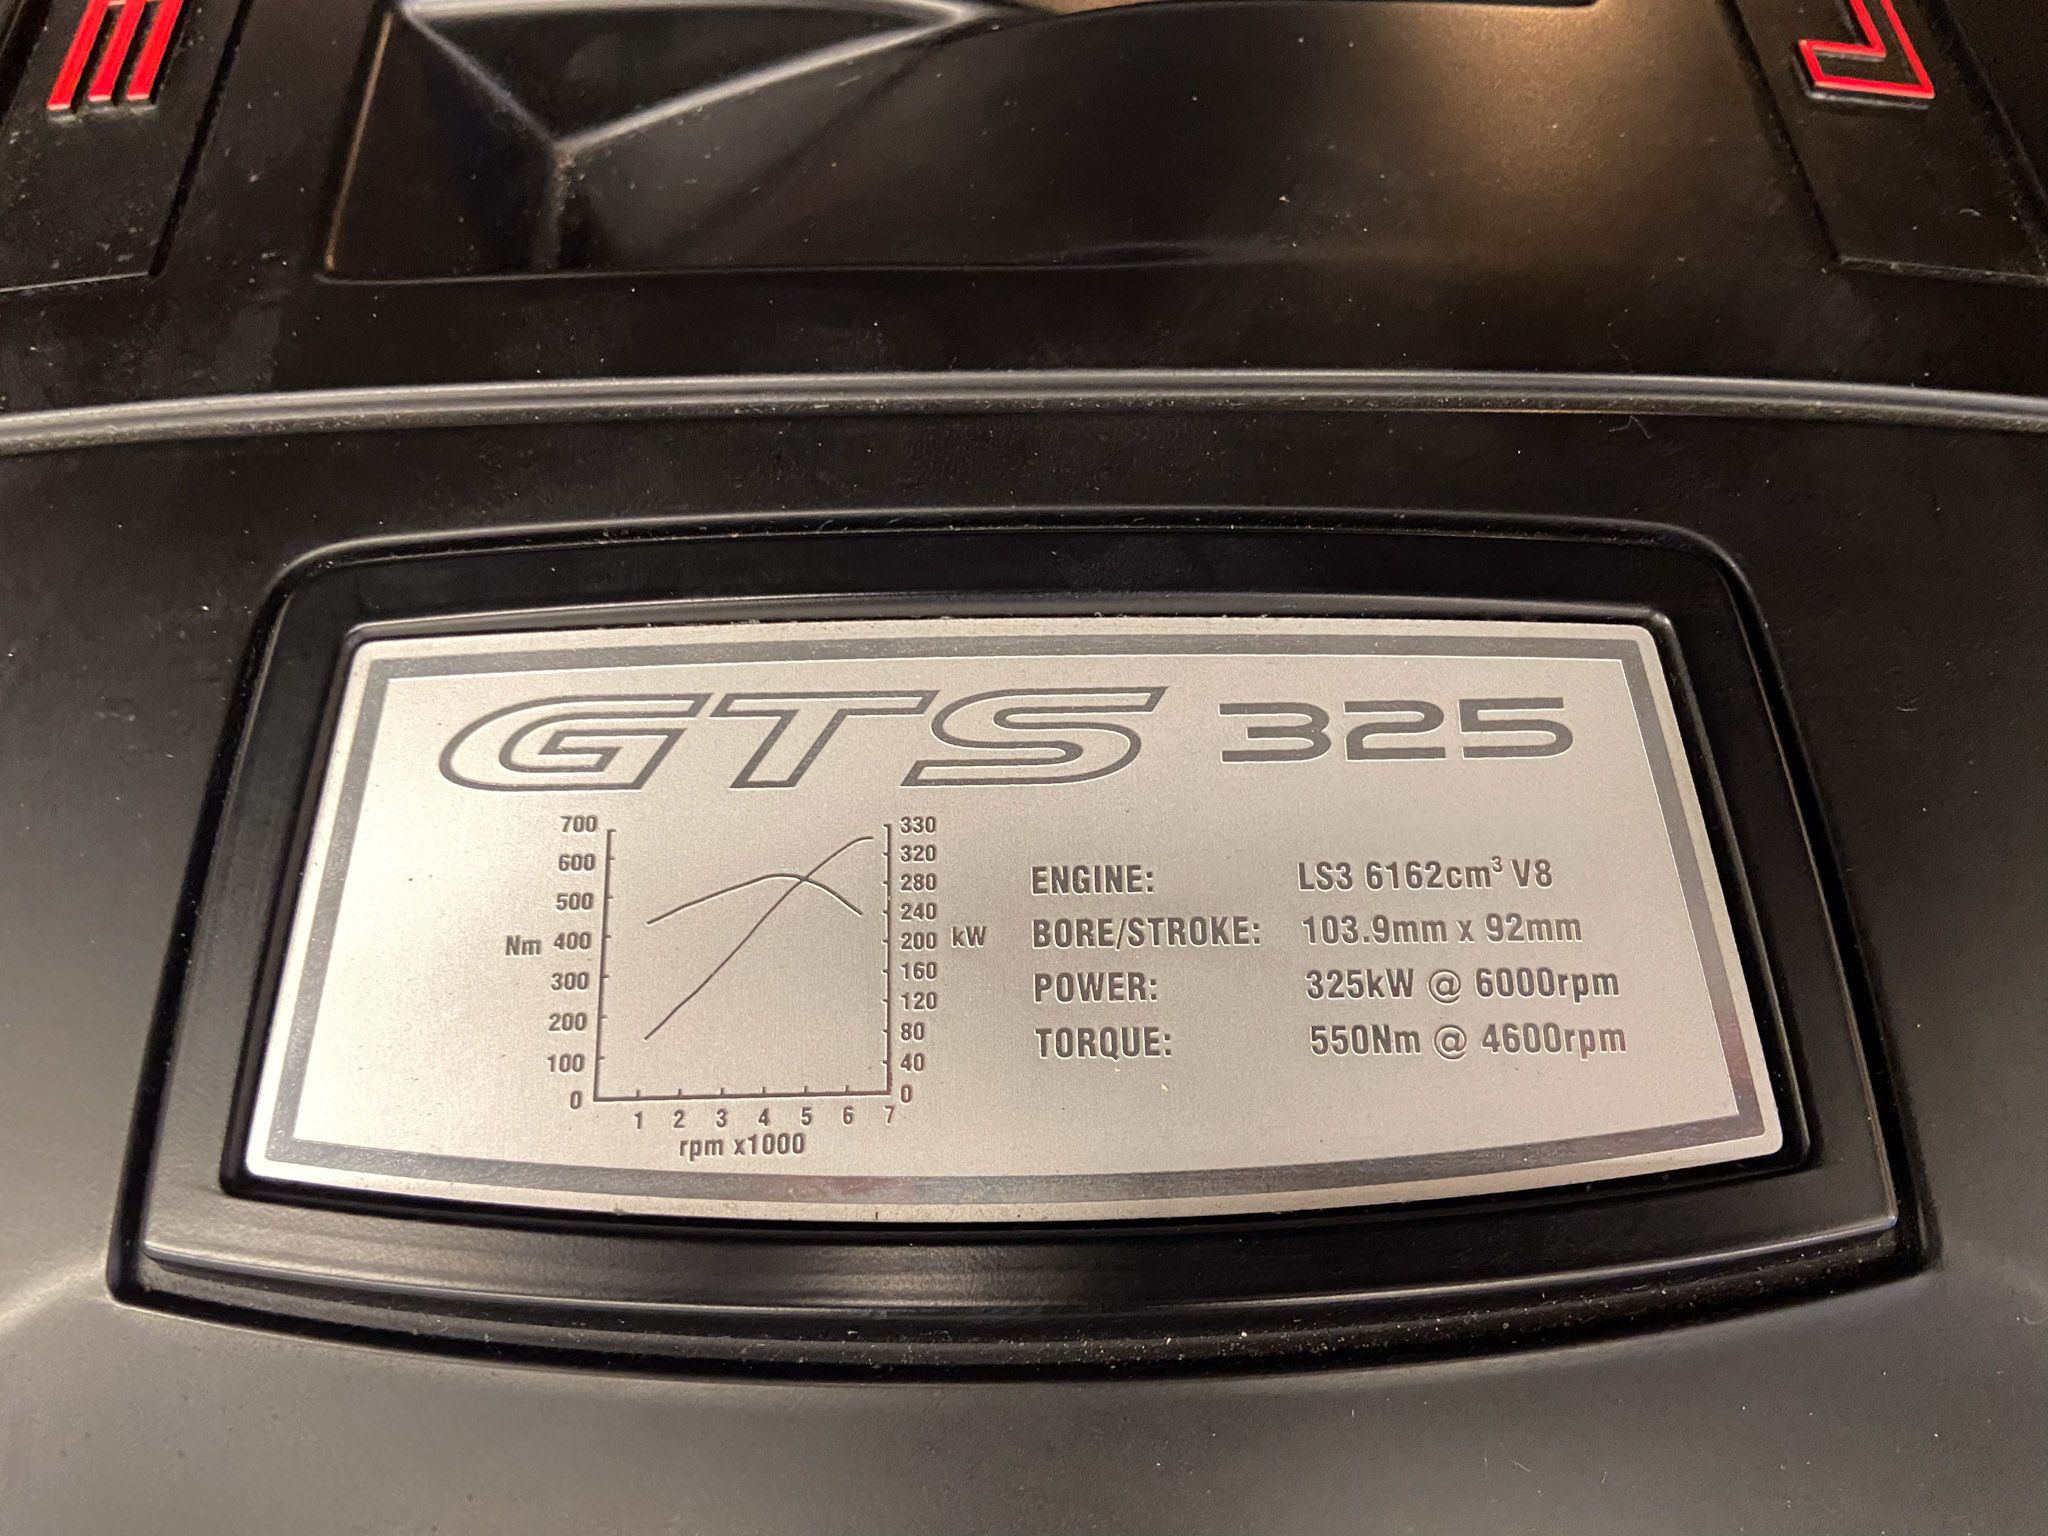 GTS 325
700
600
500
Nm 400
300
200
100
0
330
320
280
240
200 kW
160
120
80
40
0
1 2 3 4 5 6 7
rpm x1000
ENGINE: LS3 6162cm³ V8
BORE/STROKE: 103.9mm x 92mm
POWER: 325kW @ 6000rpm
TORQUE: 550Nm @ 4600rpm